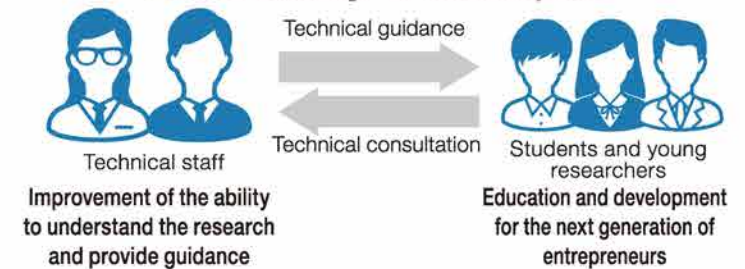 Technical guidance
Technical consultation
Technical staff
Improvement of the ability
to understand the research
and provide guidance
Students and young
researchers
Education and development
for the next generation of
entrepreneurs